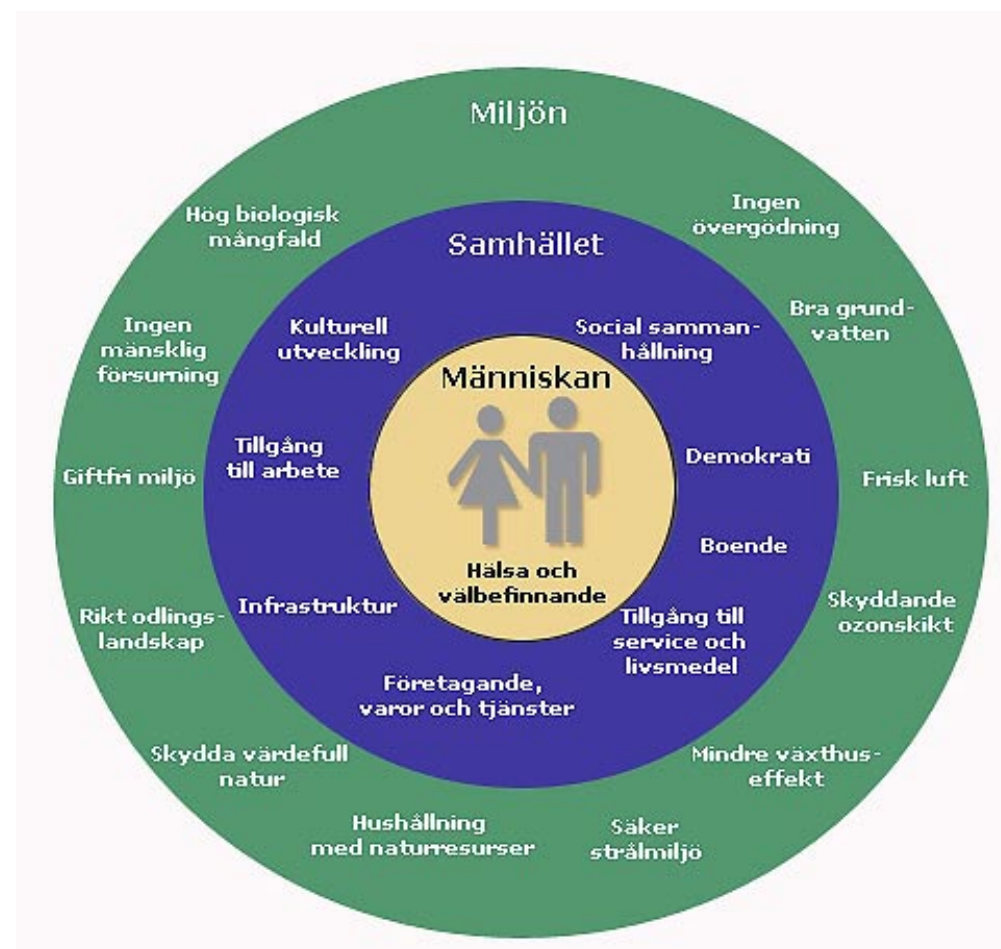 Miljön
Hög biologisk
mångfald
Ingen
övergödning
Samhället
Ingen
mänsklig
försurning
Kulturell
utveckling
Social samman-
hållning
Bra grund-
vatten
Människan
Giftfri miljö
Tillgång
till arbete
Demokrati
Frisk luft
Boende
Hälsa och
välbefinnande
Rikt odlings-
landskap
Infrastruktur
Tillgång till
service och
livsmedel
Skyddande
ozonskikt
Företagande,
varor och tjänster
Skydda värdefull
natur
Mindre växthus-
effekt
Hushållning
med naturresurser
Säker
strålmiljö